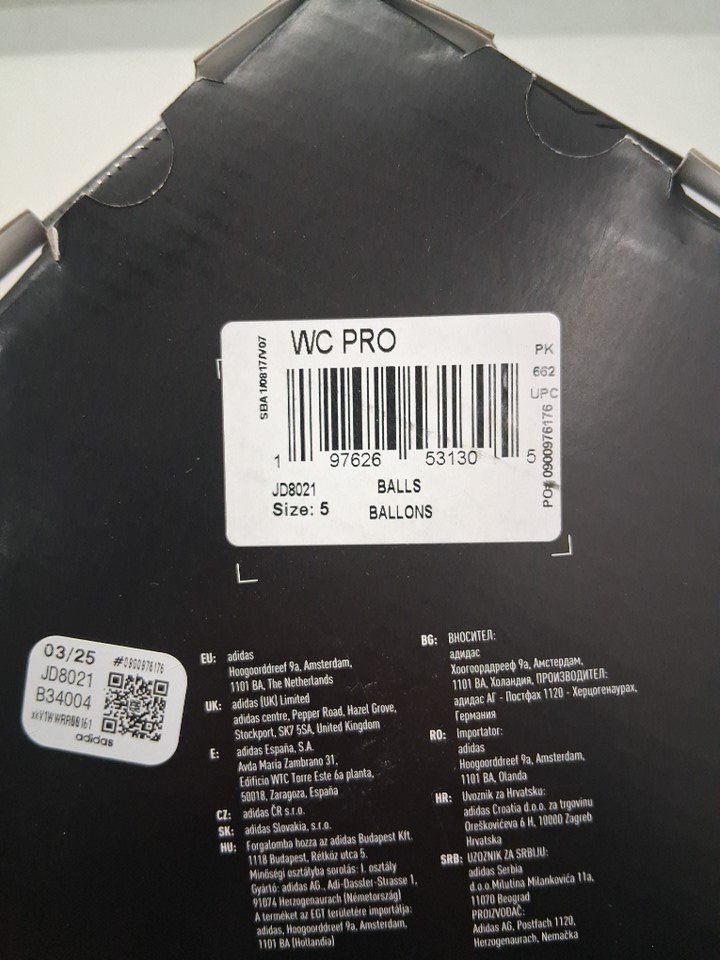 WC PRO
SBA 1/0817/V07
PK
662
UPC
1 97626 53130 5
PO# 0900976176
JD8021 BALLS
Size: 5 BALLONS
03/25 #0900976176
JD8021
B34004
adidas
EU: adidas
Hoogoorddreef 9a, Amsterdam,
1101 BA, The Netherlands
UK: adidas (UK) Limited
adidas centre, Pepper Road, Hazel Grove,
Stockport, SK7 5SA, United Kingdom
E: adidas España, S.A.
Avda María Zambrano 31,
Edificio WTC Torre Este 6a planta,
50018, Zaragoza, España
CZ: adidas ČR s.r.o.
SK: adidas Slovakia, s.r.o.
HU: Forgalomba hozza az adidas Budapest Kft.
1118 Budapest, Rétköz utca 5.
Minőségi osztályba sorolás: I. osztály
Gyártó: adidas AG., Adi-Dassler-Strasse 1,
91074 Herzogenaurach (Németország)
A terméket az EGT területére importálja:
adidas, Hoogoorddreef 9a, Amsterdam,
1101 BA (Hollandia)
BG: ВНОСИТЕЛ:
адидас
Хоогоорддрееф 9а, Амстердам,
1101 BA, Холандия, ПРОИЗВОДИТЕЛ:
адидас АГ - Постфах 1120 - Херцогенаурах,
Германия
RO: Importator:
adidas
Hoogoorddreef 9a, Amsterdam,
1101 BA, Olanda
HR: Uvoznik za Hrvatsku:
adidas Croatia d.o.o. za trgovinu
Oreškovićeva 6 H, 10000 Zagreb
Hrvatska
SRB: UZOZNIK ZA SRBIJU:
adidas Serbia
d.o.o. Milutina Milankovića 11a,
11070 Beograd
PROIZVOĐAČ:
Adidas AG, Postfach 1120,
Herzogenaurach, Nemačka